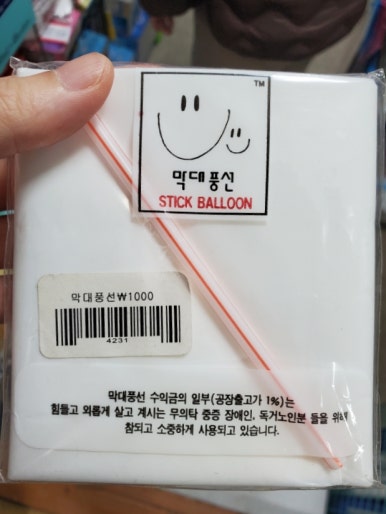 TM
막대풍선
STICK BALLOON
막대풍선₩1000
4231
막대풍선 수익금의 일부(공장출고가 1%)는
힘들고 외롭게 살고 계시는 무의탁 중증 장애인, 독거노인분 들을 위해
참되고 소중하게 사용되고 있습니다.